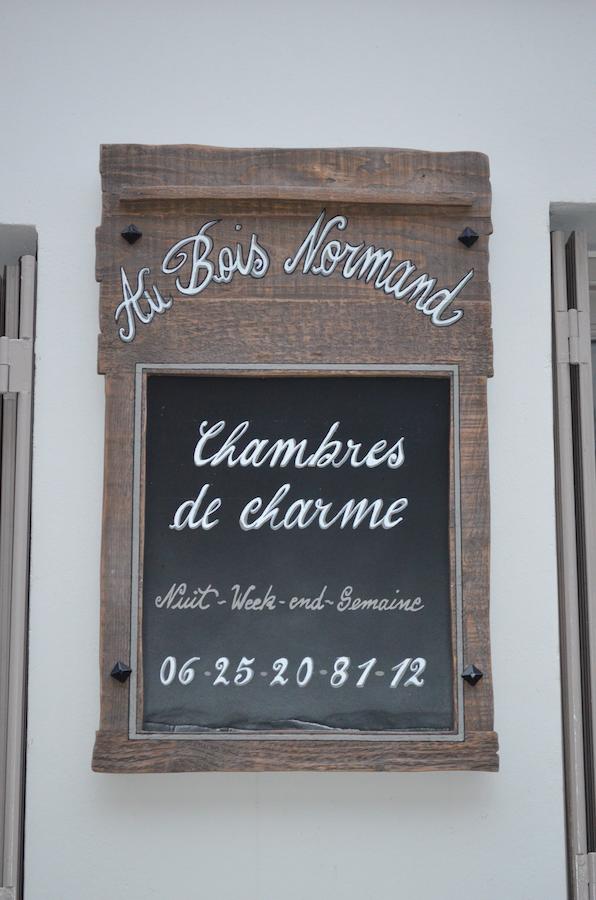 Au Bois Normand
Chambres
de charme
Nuit - Week-end - Semaine
06-25-20-81-12